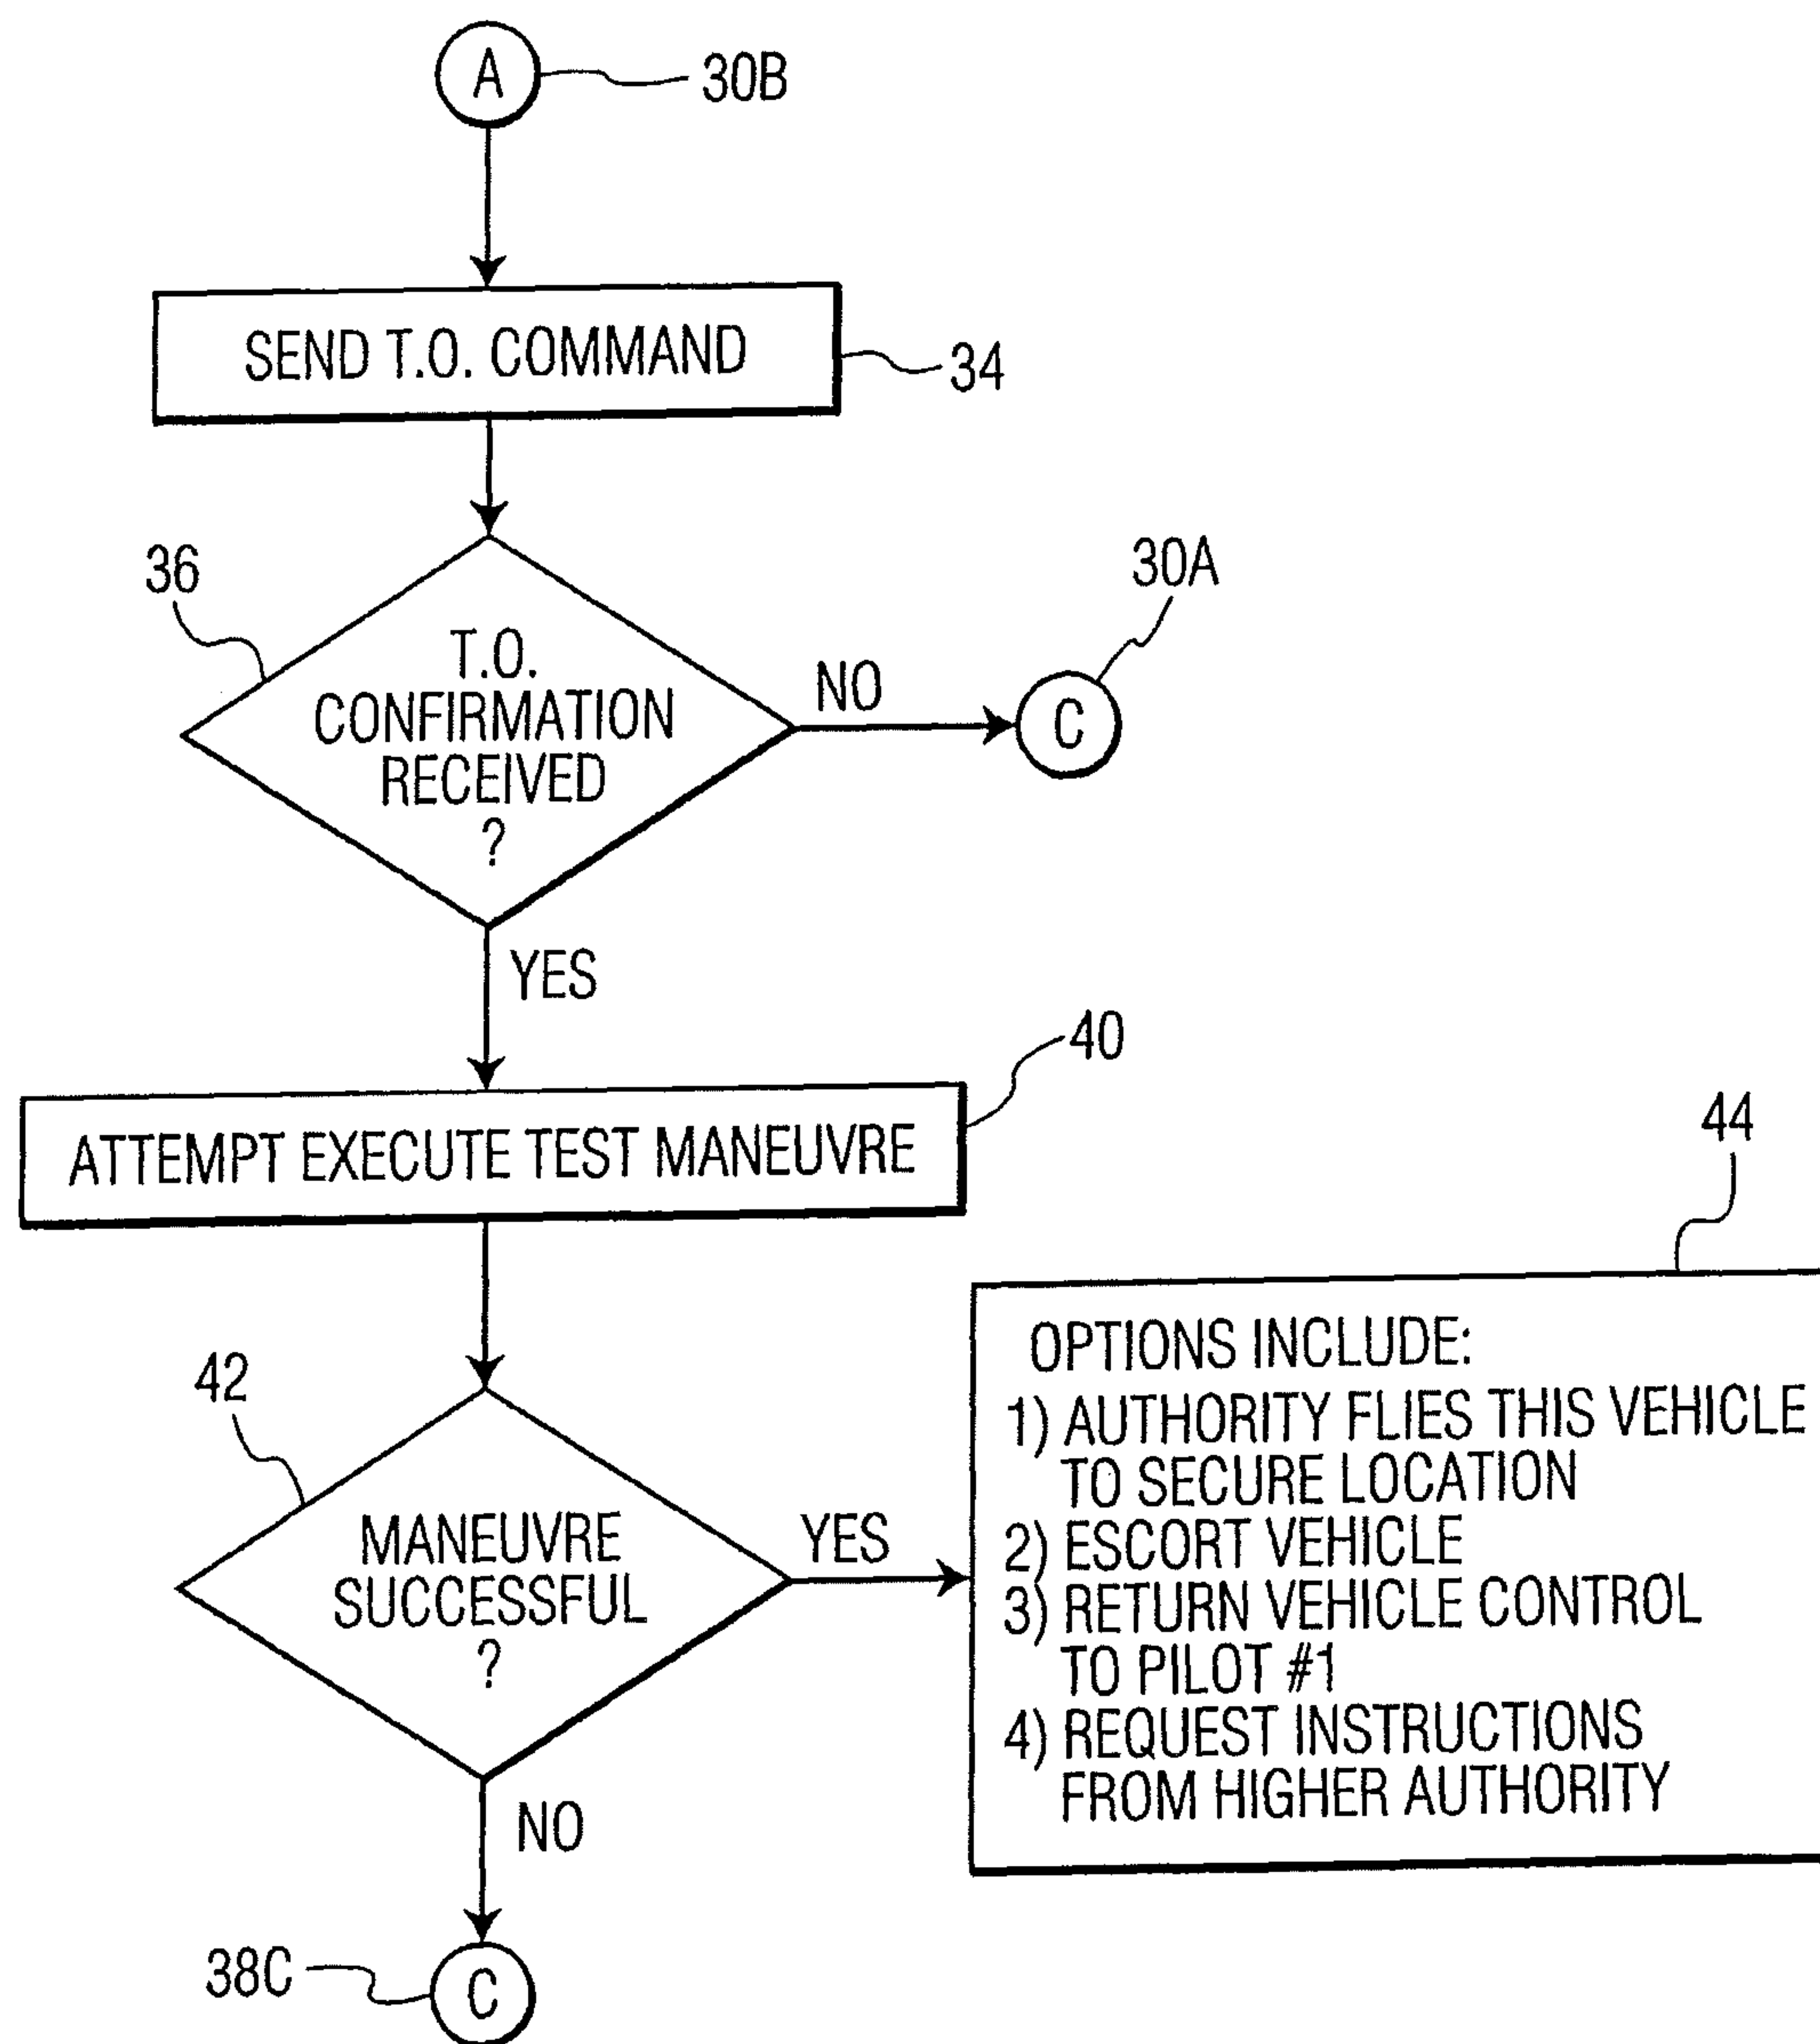 A
30B
SEND T.O. COMMAND
34
36
T.O.
CONFIRMATION
RECEIVED
?
NO
30A
C
YES
40
ATTEMPT EXECUTE TEST MANEUVRE
44
42
MANEUVRE
SUCCESSFUL
?
YES
OPTIONS INCLUDE:
1) AUTHORITY FLIES THIS VEHICLE
TO SECURE LOCATION
2) ESCORT VEHICLE
3) RETURN VEHICLE CONTROL
TO PILOT #1
4) REQUEST INSTRUCTIONS
FROM HIGHER AUTHORITY
NO
38C
C